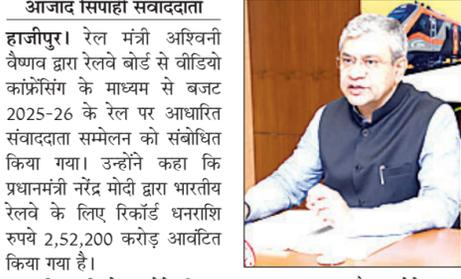 आजाद सिपाही संवाददाता
हाजीपुर। रेल मंत्री अश्विनी
वैष्णव द्वारा रेलवे बोर्ड से वीडियो
कांफ्रेंसिंग के माध्यम से बजट
2025-26 के रेल पर आधारित
संवाददाता सम्मेलन को संबोधित
किया गया। उन्होंने कहा कि
प्रधानमंत्री नरेंद्र मोदी द्वारा भारतीय
रेलवे के लिए रिकॉर्ड धनराशि
रुपये 2,52,200 करोड़ आवंटित
किया गया है।